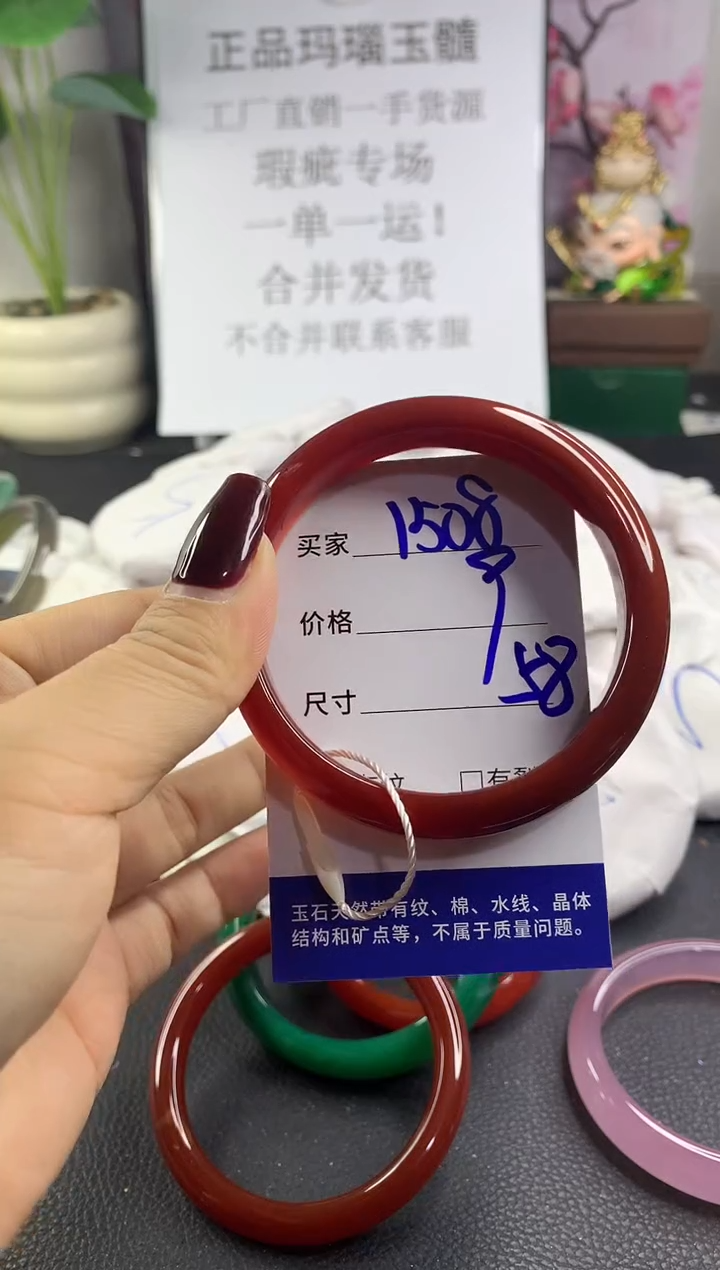 正品玛瑙玉髓
工厂直销一手货源
瑕疵专场
一单一运!
合并发货
不合并联系客服
买家 1508
价格
尺寸 58
纹 □有裂
玉石天然带有纹、棉、水线、晶体
结构和矿点等，不属于质量问题。